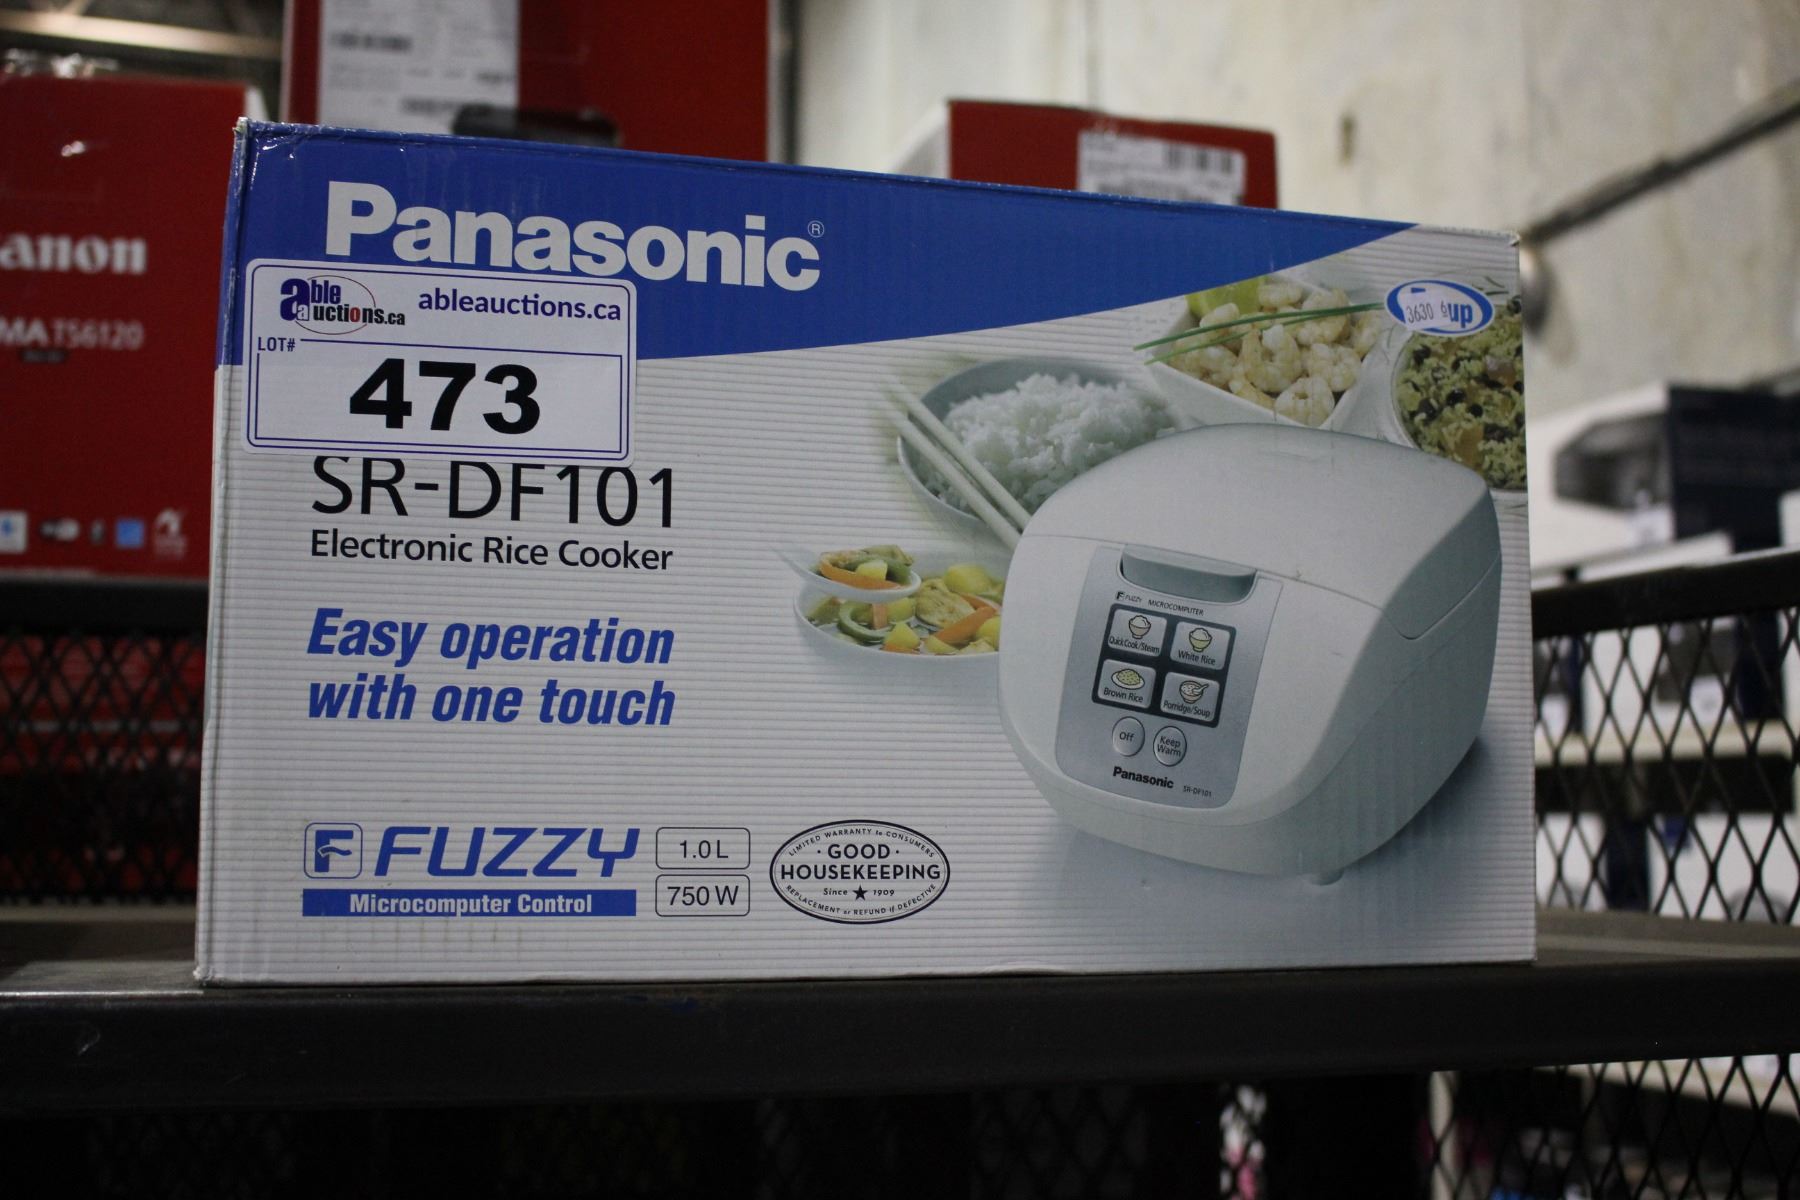 Panasonic®
able auctions.ca
ableauctions.ca
LOT#
473
SR-DF101
Electronic Rice Cooker
Easy operation
with one touch
F FUZZY
Microcomputer Control
1.0 L
750 W
LIMITED WARRANTY to CONSUMERS
• GOOD •
HOUSEKEEPING
Since ★ 1909
REPLACEMENT or REFUND if DEFECTIVE
3630 6
up
F FUZZY MICROCOMPUTER
Quick Cook/Steam
White Rice
Brown Rice
Porridge/Soup
Off
Keep
Warm
Panasonic
SR-DF101
anon
MA TS6120